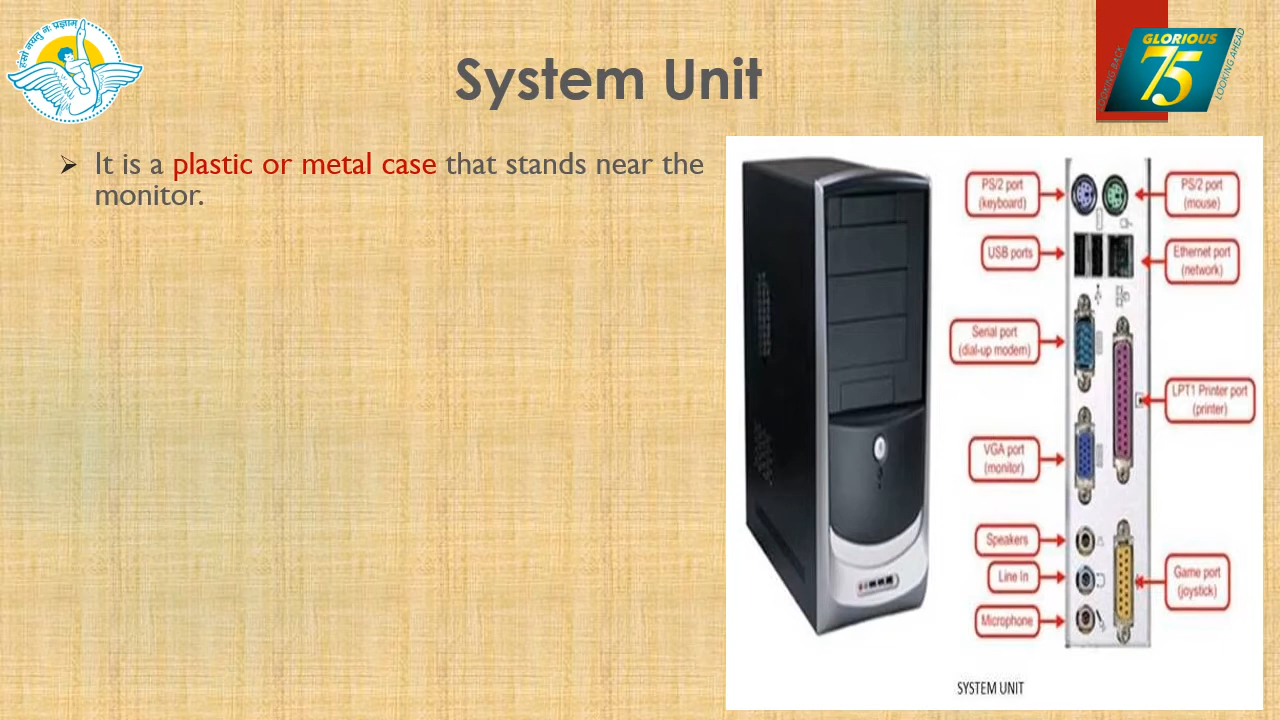 हंसो नयतु नः प्रज्ञाम्
System Unit
GLORIOUS
75
LOOKING BACK
LOOKING AHEAD
It is a plastic or metal case that stands near the
monitor.
PS/2 port
(keyboard)
PS/2 port
(mouse)
USB ports
Ethernet port
(network)
Serial port
(dial-up modem)
LPT1 Printer port
(printer)
VGA port
(monitor)
Speakers
Line In
Game port
(joystick)
Microphone
SYSTEM UNIT